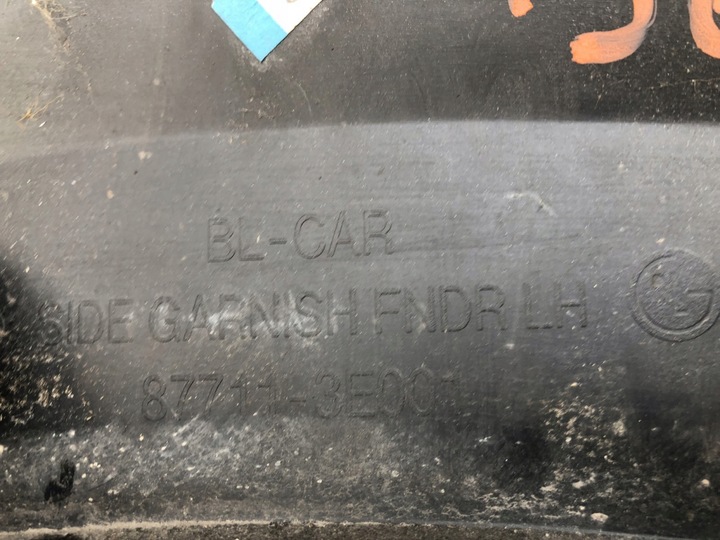 BL-CAR
SIDE GARNISH FNDR LH
87711-3E001